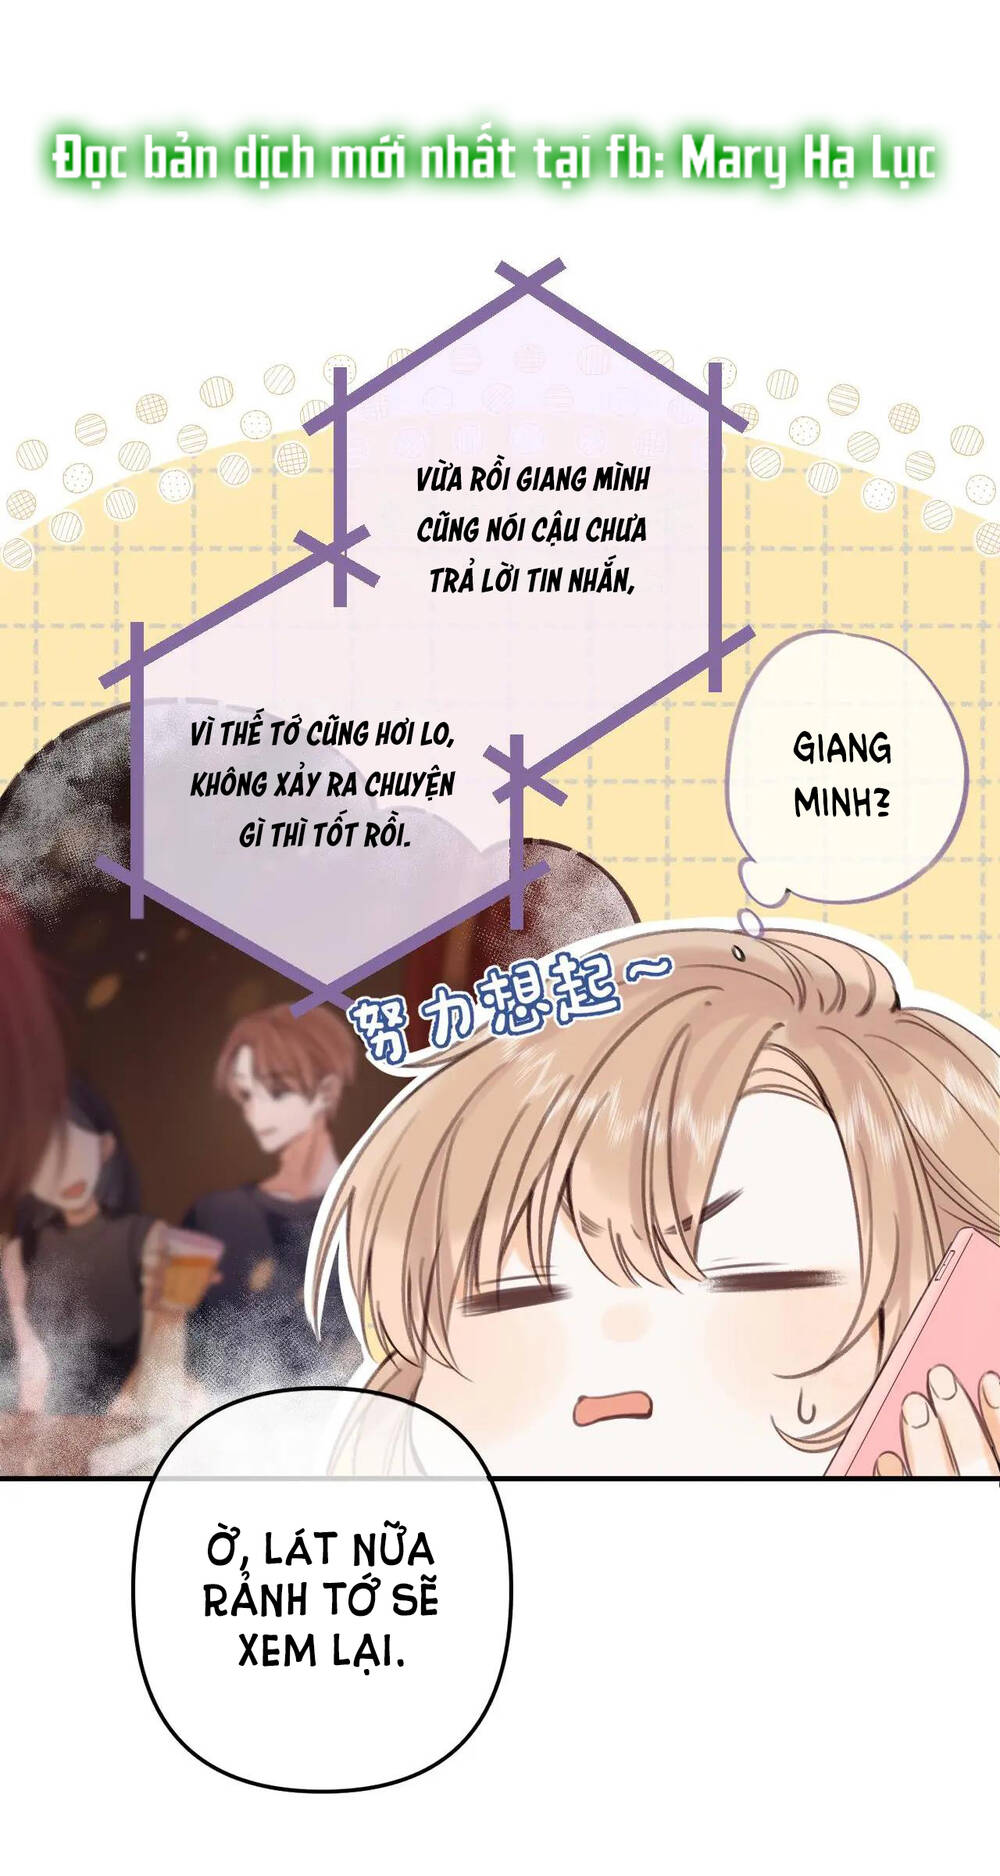 Đọc bản dịch mới nhất tại fb: Mary Hạ Lục
VỪA RỒI GIANG MÌNH
CŨNG NÓI CẬU CHƯA
TRẢ LỜI TIN NHẮN,
VÌ THẾ TỚ CŨNG HƠI LO,
KHÔNG XẢY RA CHUYỆN
GÌ THÌ TỐT RỒI.
GIANG
MINH?
努力想起~
Ờ, LÁT NỮA
RẢNH TỚ SẼ
XEM LẠI.